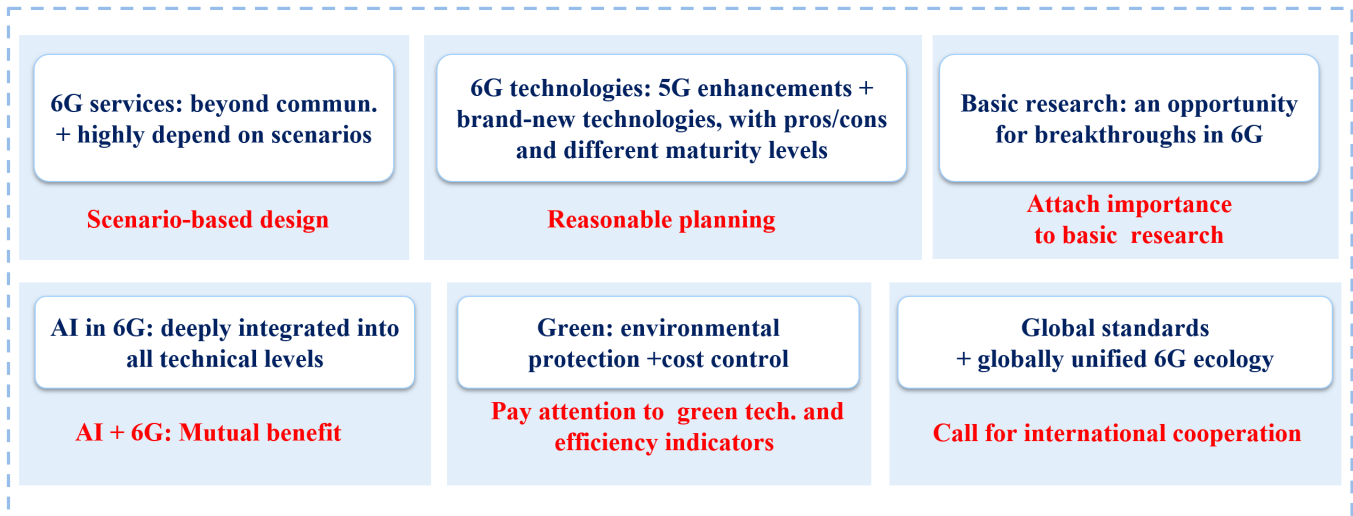 6G services: beyond commun.
+ highly depend on scenarios
Scenario-based design
6G technologies: 5G enhancements +
brand-new technologies, with pros/cons
and different maturity levels
Reasonable planning
Basic research: an opportunity
for breakthroughs in 6G
Attach importance
to basic research
AI in 6G: deeply integrated into
all technical levels
AI + 6G: Mutual benefit
Green: environmental
protection +cost control
Pay attention to green tech. and
efficiency indicators
Global standards
+ globally unified 6G ecology
Call for international cooperation